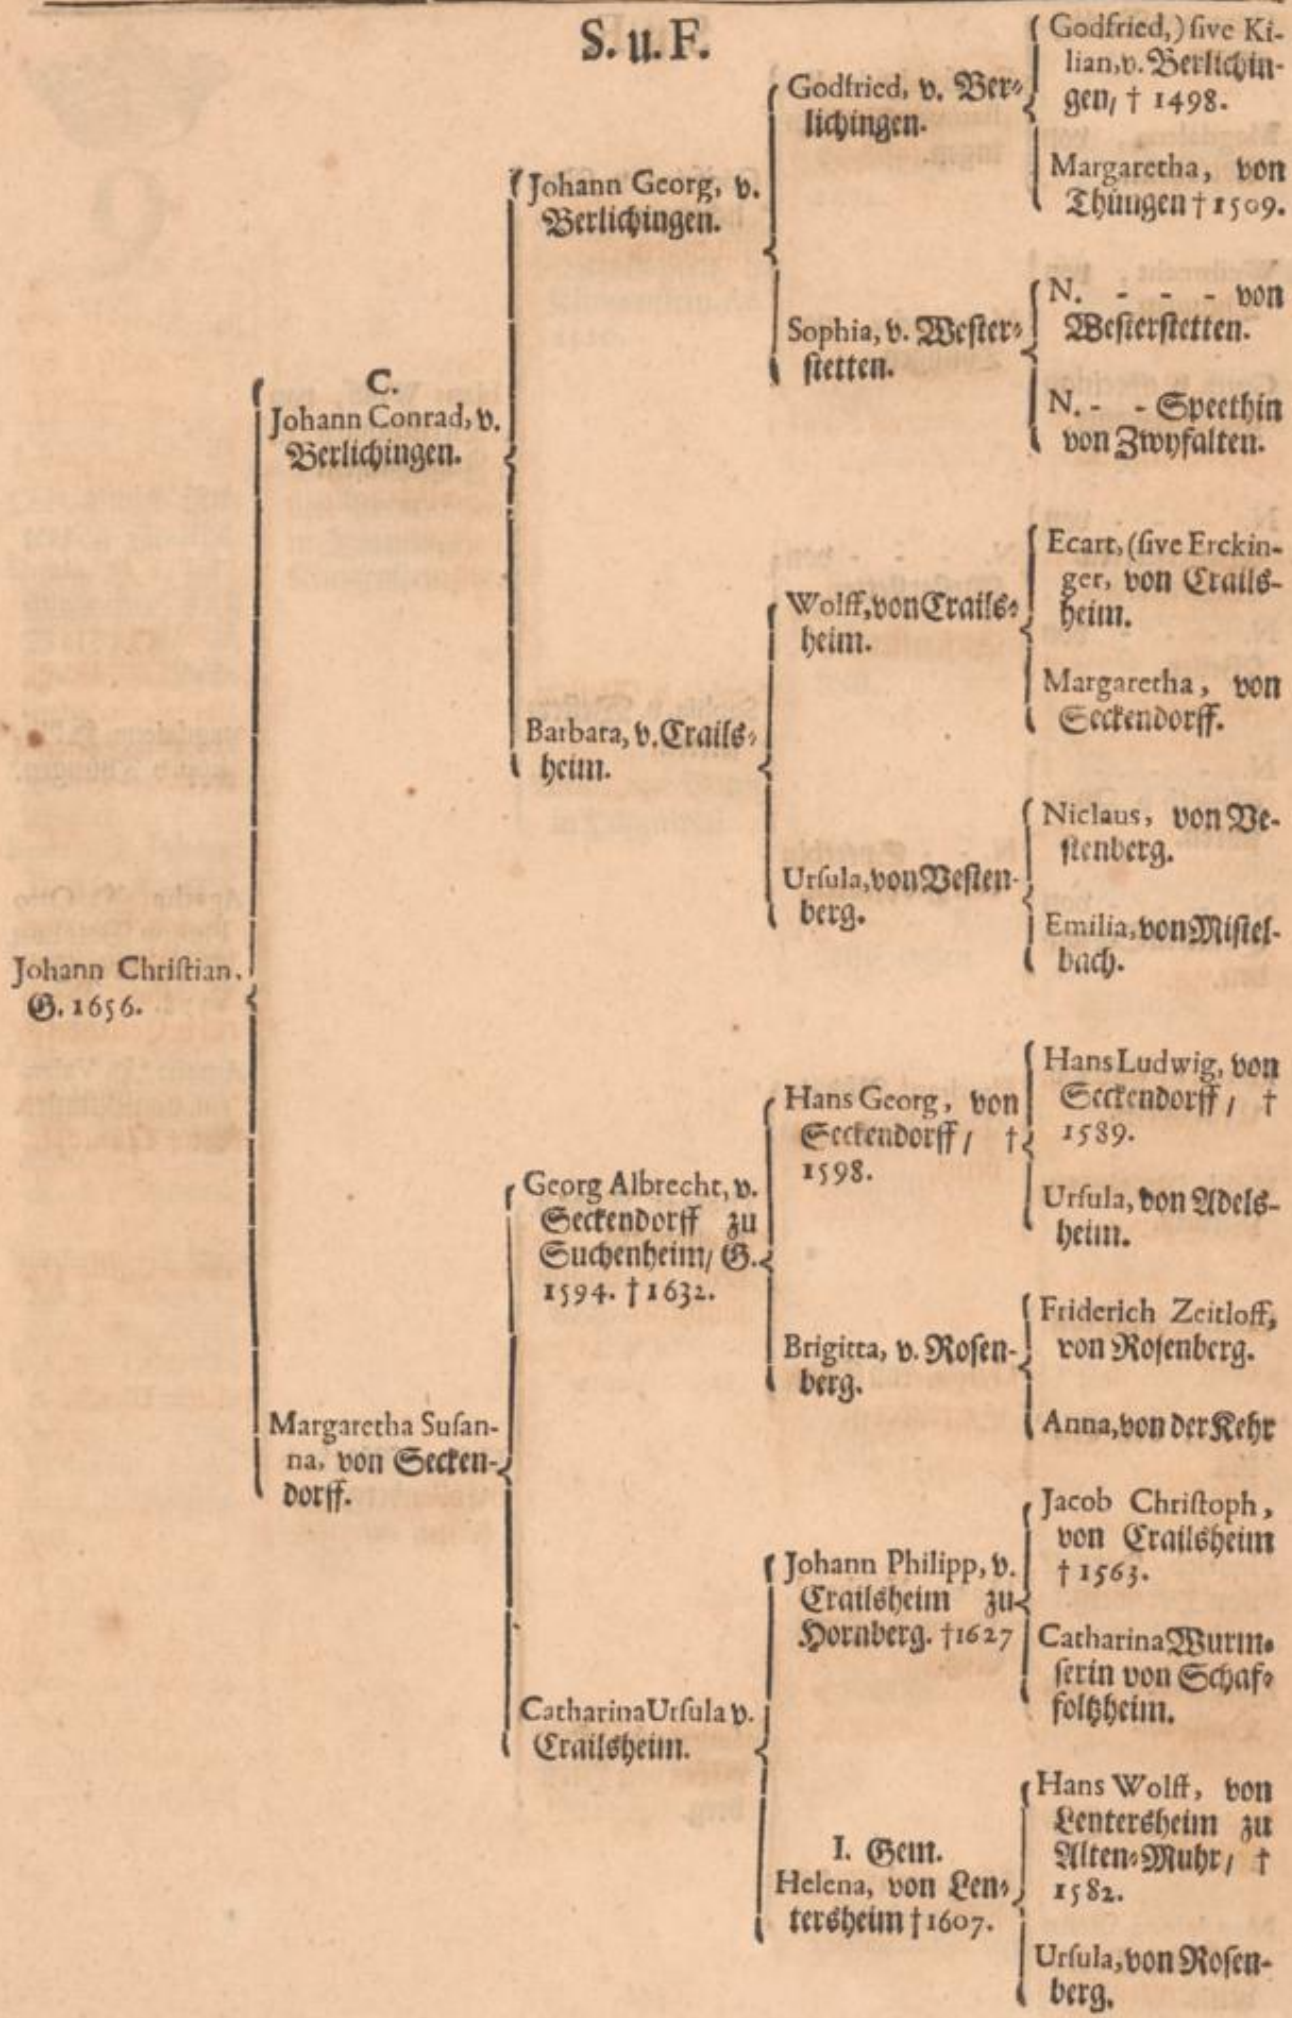 S. u. F.
Johann Christian.
G. 1656.
C.
Johann Conrad, v.
Berlichingen.
Margaretha Susan-
na, von Secken-
dorff.
Johann Georg, v.
Berlichingen.
Barbara, v. Crails-
heim.
Georg Albrecht, v.
Seckendorff zu
Suchenheim/ G.
1594. † 1632.
Catharina Ursula v.
Crailsheim.
Godfried, v. Ber-
lichingen.
Sophia, v. Wester-
stetten.
Wolff, von Crails-
heim.
Ursula, von Vesten-
berg.
Hans Georg, von
Seckendorff/ †
1598.
Brigitta, v. Rosen-
berg.
Johann Philipp, v.
Crailsheim zu
Hornberg. †1627
I. Gem.
Helena, von Len-
tersheim †1607.
Godfried,) sive Ki-
lian, v. Berlichin-
gen/ † 1498.
Margaretha, von
Thüngen † 1509.
N. - - - von
Westerstetten.
N. - - Speethin
von Zwyfalten.
Ecart, (sive Erckin-
ger, von Crails-
heim.
Margaretha, von
Seckendorff.
Niclaus, von Ve-
stenberg.
Emilia, von Mistel-
bach.
Hans Ludwig, von
Seckendorff/ †
1589.
Ursula, von Adels-
heim.
Friderich Zeitloff,
von Rosenberg.
Anna, von der Kehr
Jacob Christoph,
von Crailsheim
† 1563.
Catharina Wurm-
serin von Schaf-
foltzheim.
Hans Wolff, von
Lentersheim zu
Alten-Muhr/ †
1582.
Ursula, von Rosen-
berg.